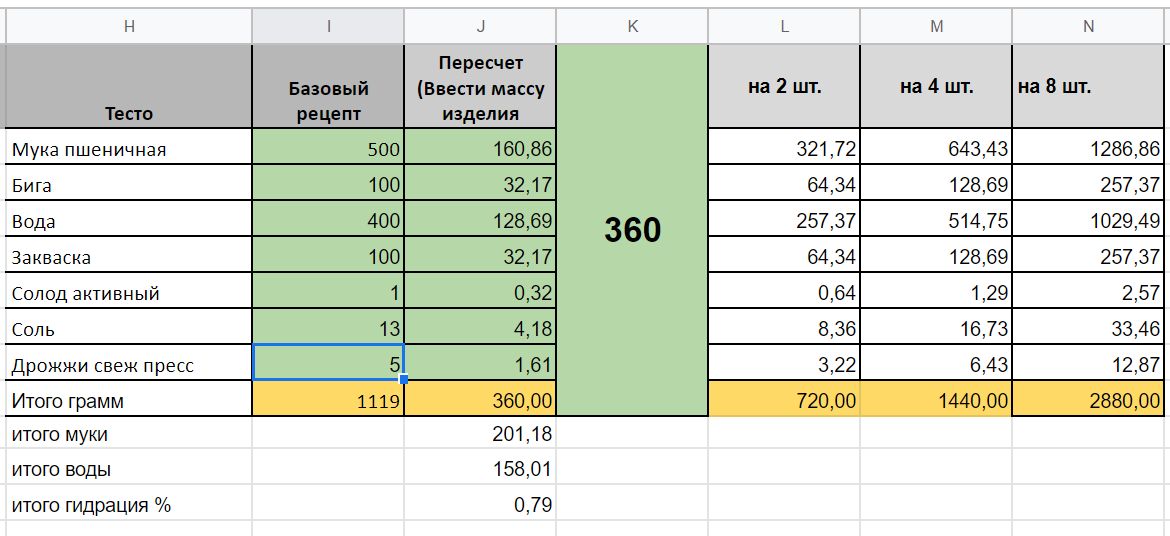 H I J K L M N
Тесто Базовый рецепт Пересчет (Ввести массу изделия 360 на 2 шт. на 4 шт. на 8 шт.
Мука пшеничная 500 160,86 321,72 643,43 1286,86
Бига 100 32,17 64,34 128,69 257,37
Вода 400 128,69 257,37 514,75 1029,49
Закваска 100 32,17 64,34 128,69 257,37
Солод активный 1 0,32 0,64 1,29 2,57
Соль 13 4,18 8,36 16,73 33,46
Дрожжи свеж пресс 5 1,61 3,22 6,43 12,87
Итого грамм 1119 360,00 720,00 1440,00 2880,00
итого муки 201,18
итого воды 158,01
итого гидрация % 0,79